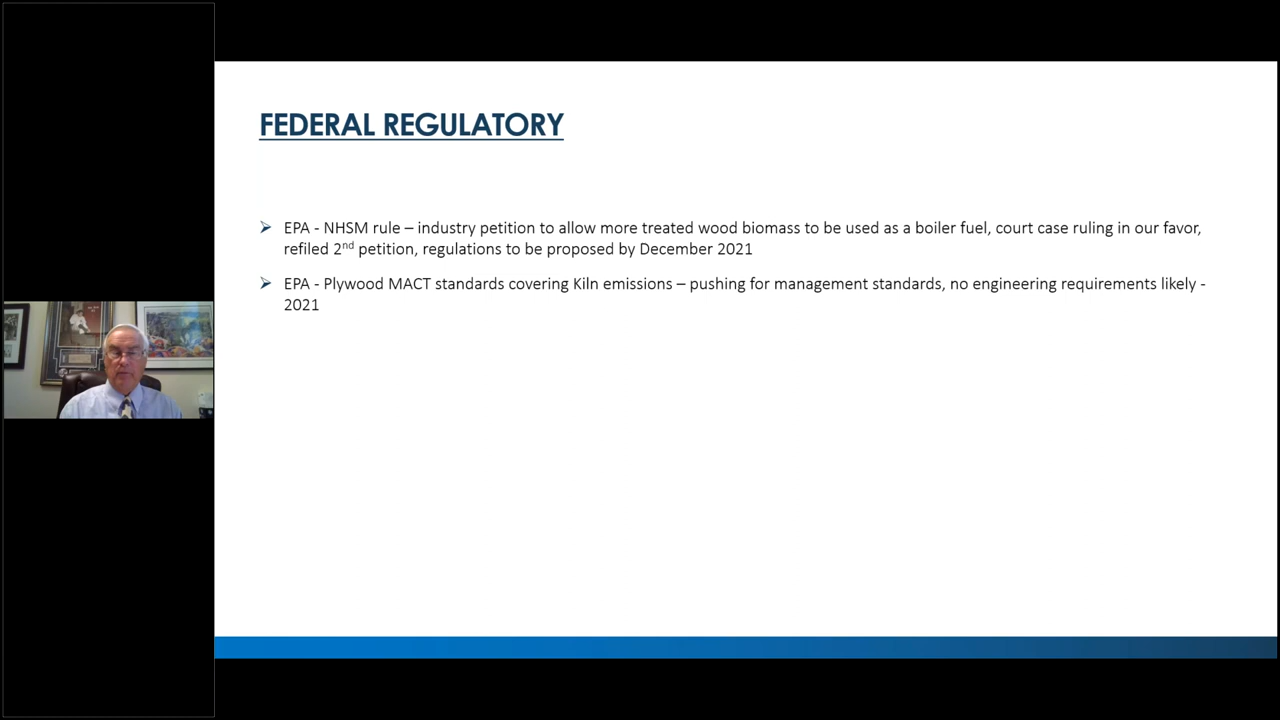 FEDERAL REGULATORY
➢ EPA - NHSM rule – industry petition to allow more treated wood biomass to be used as a boiler fuel, court case ruling in our favor,
refiled 2nd petition, regulations to be proposed by December 2021
➢ EPA - Plywood MACT standards covering Kiln emissions – pushing for management standards, no engineering requirements likely -
2021